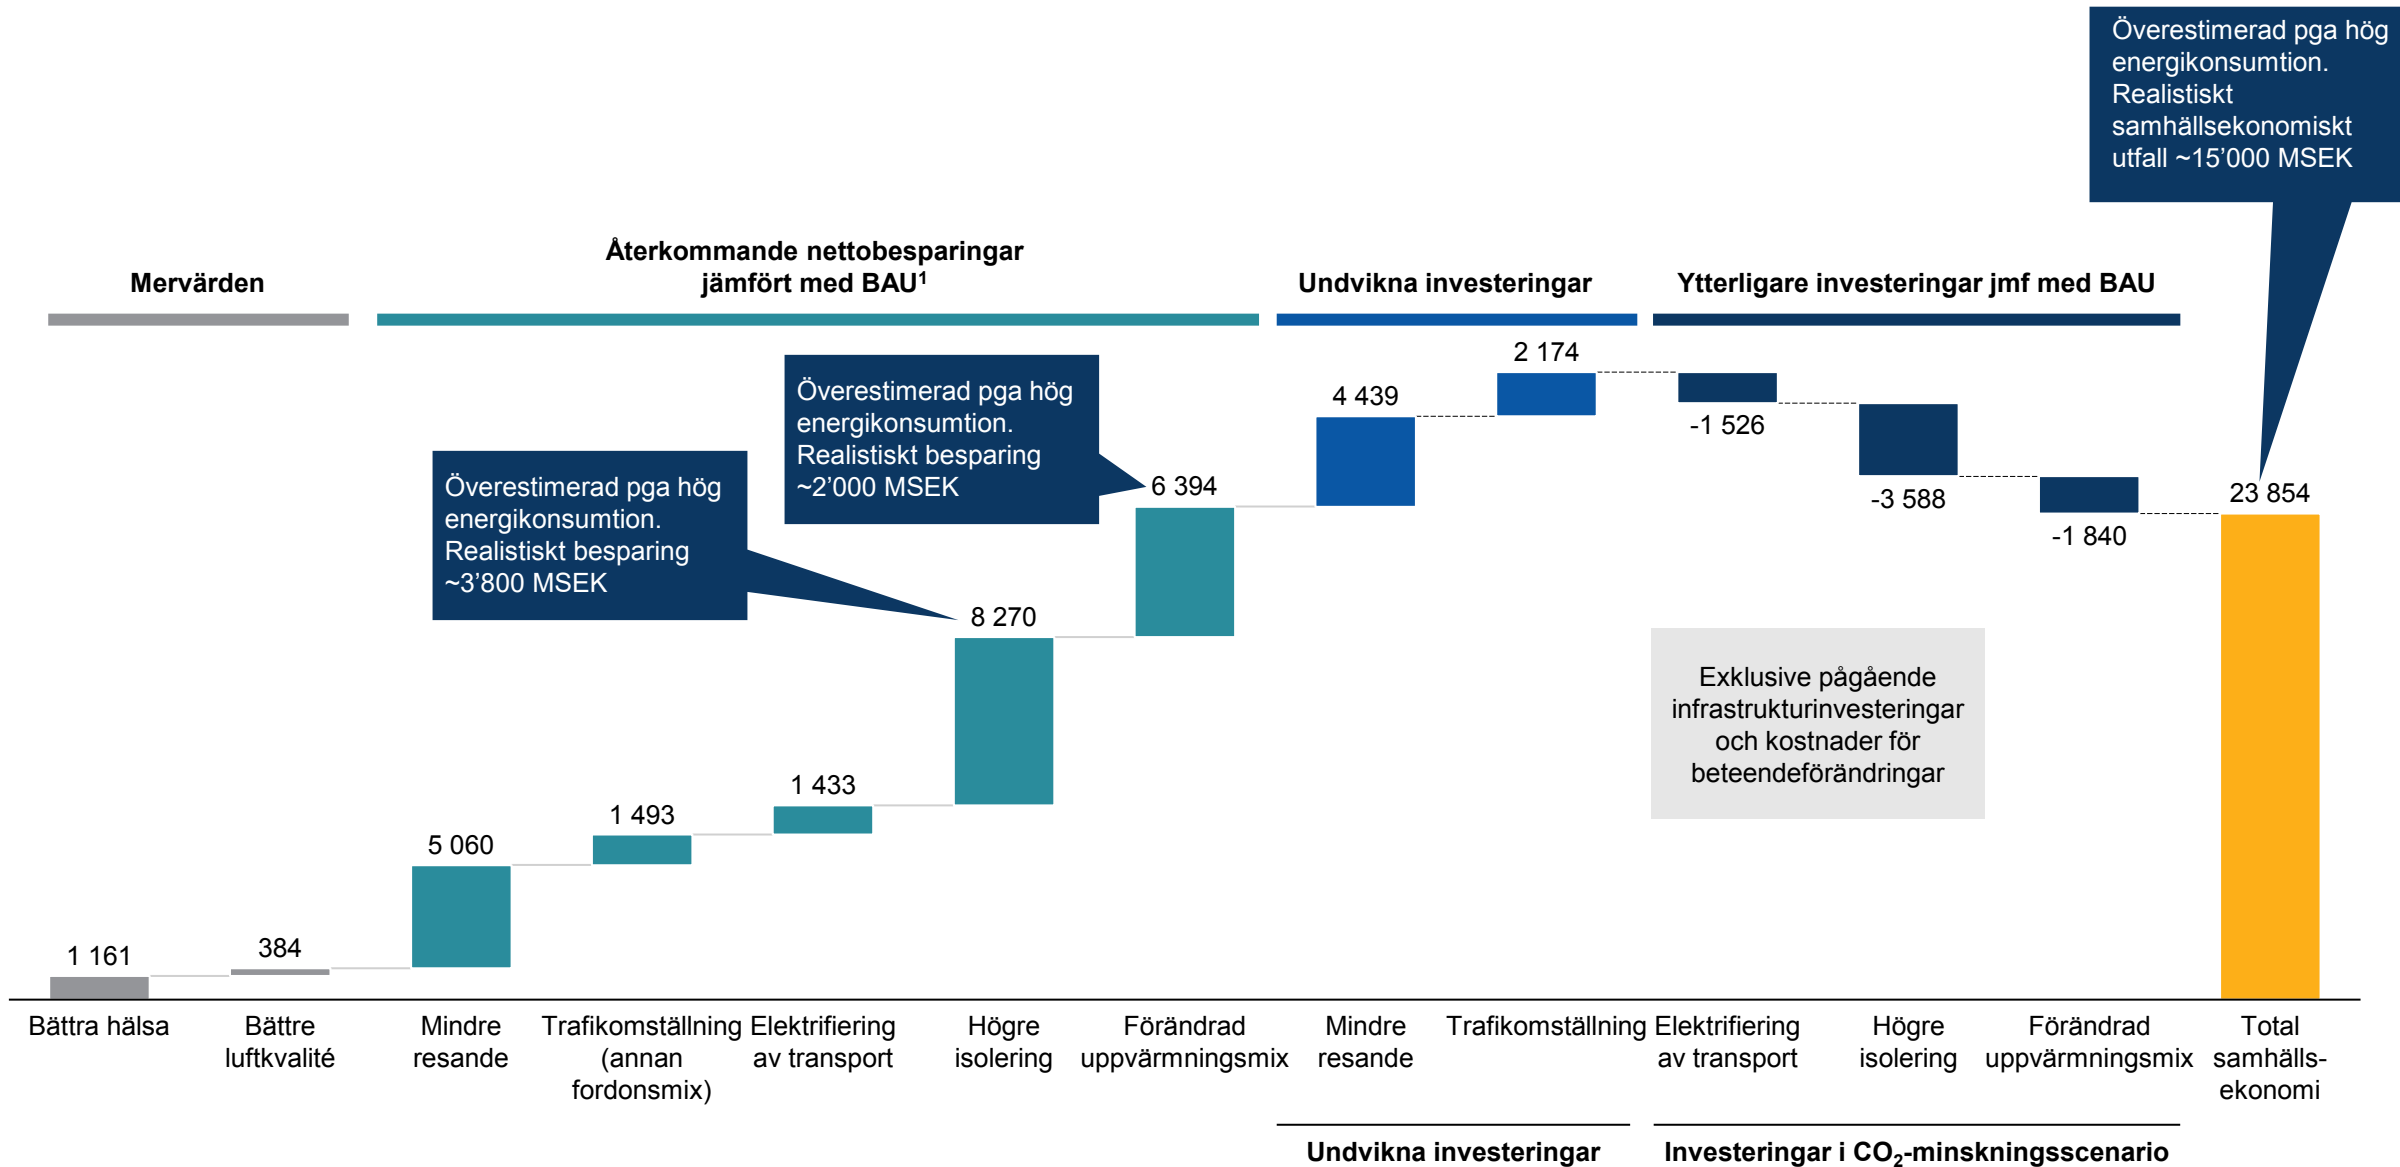 Överestimerad pga hög
energikonsumtion.
Realistiskt
samhällsekonomiskt
utfall ~15’000 MSEK
Mervärden
Återkommande nettobesparingar
jämfört med BAU¹
Undvikna investeringar
Ytterligare investeringar jmf med BAU
Överestimerad pga hög
energikonsumtion.
Realistiskt besparing
~3’800 MSEK
Överestimerad pga hög
energikonsumtion.
Realistiskt besparing
~2’000 MSEK
1 161
384
5 060
1 493
1 433
8 270
6 394
4 439
2 174
-1 526
-3 588
-1 840
23 854
Exklusive pågående
infrastrukturinvesteringar
och kostnader för
beteendeförändringar
Bättra hälsa
Bättre
luftkvalité
Mindre
resande
Trafikomställning
(annan
fordonsmix)
Elektrifiering
av transport
Högre
isolering
Förändrad
uppvärmningsmix
Mindre
resande
Trafikomställning
Elektrifiering
av transport
Högre
isolering
Förändrad
uppvärmningsmix
Total
samhälls-
ekonomi
Undvikna investeringar
Investeringar i CO₂-minskningsscenario